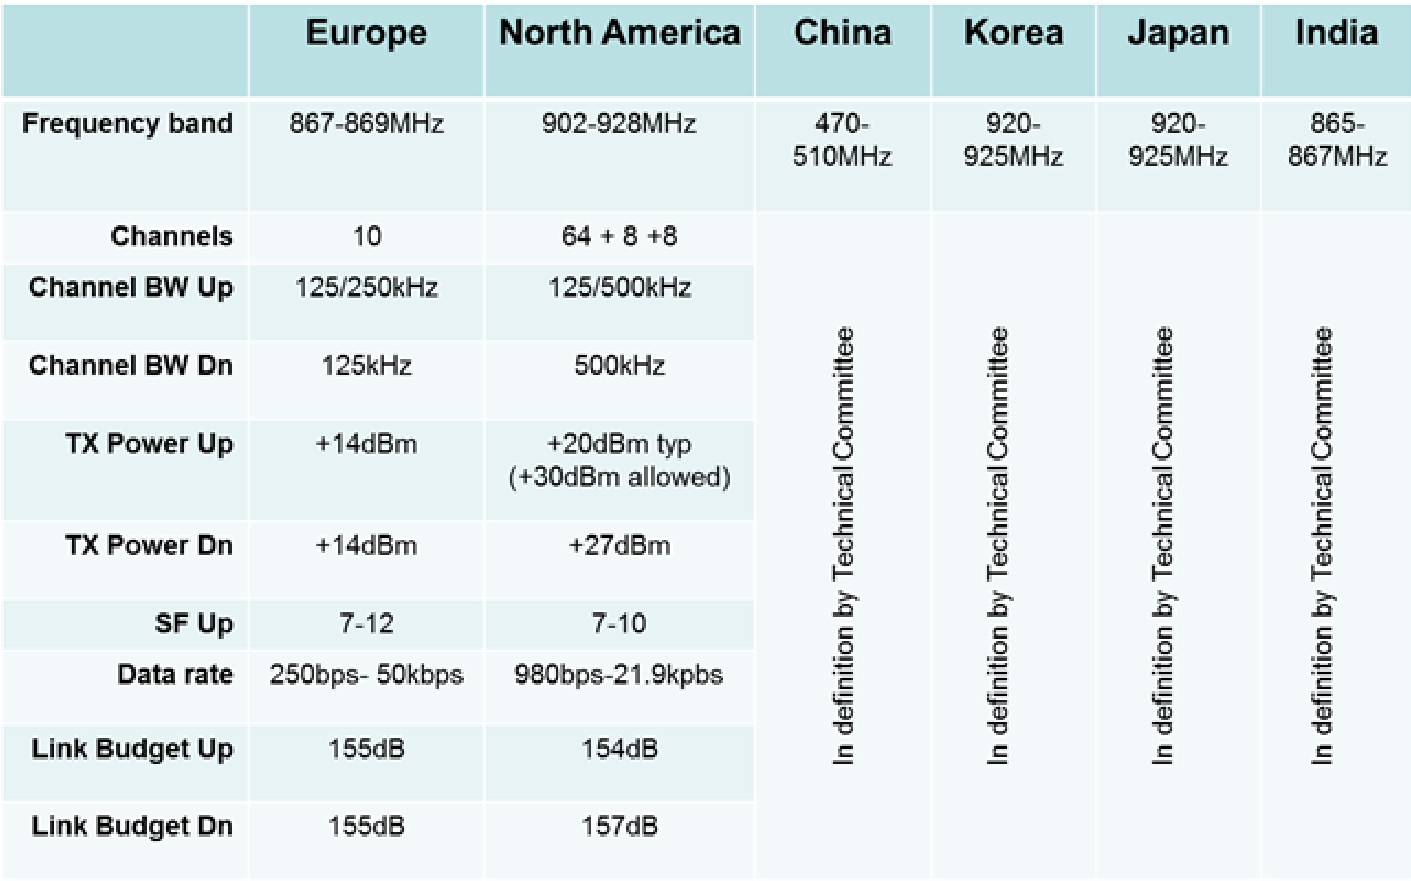 Europe North America China Korea Japan India
Frequency band 867-869MHz 902-928MHz 470- 920- 920- 865-
510MHz 925MHz 925MHz 867MHz
Channels 10 64 + 8 +8
Channel BW Up 125/250kHz 125/500kHz
Channel BW Dn 125kHz 500kHz
TX Power Up +14dBm +20dBm typ
(+30dBm allowed)
TX Power Dn +14dBm +27dBm
SF Up 7-12 7-10
Data rate 250bps- 50kbps 980bps-21.9kpbs
Link Budget Up 155dB 154dB
Link Budget Dn 155dB 157dB
In definition by Technical Committee
In definition by Technical Committee
In definition by Technical Committee
In definition by Technical Committee